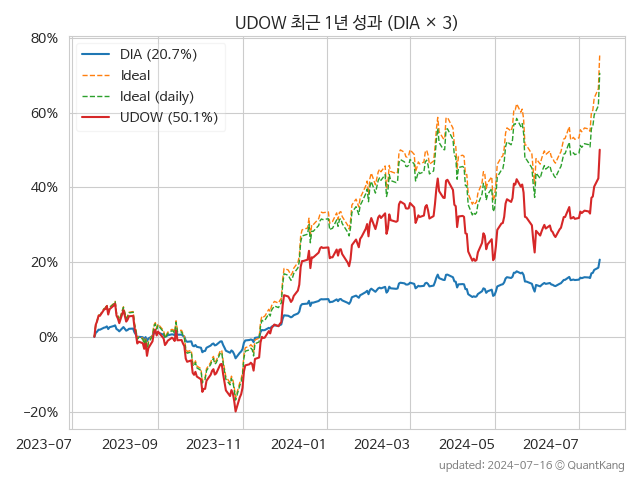 UDOW 최근 1년 성과 (DIA × 3)
80%
60%
40%
20%
0%
−20%
DIA (20.7%)
Ideal
Ideal (daily)
UDOW (50.1%)
2023-07
2023-09
2023-11
2024-01
2024-03
2024-05
2024-07
updated: 2024-07-16 © QuantKang